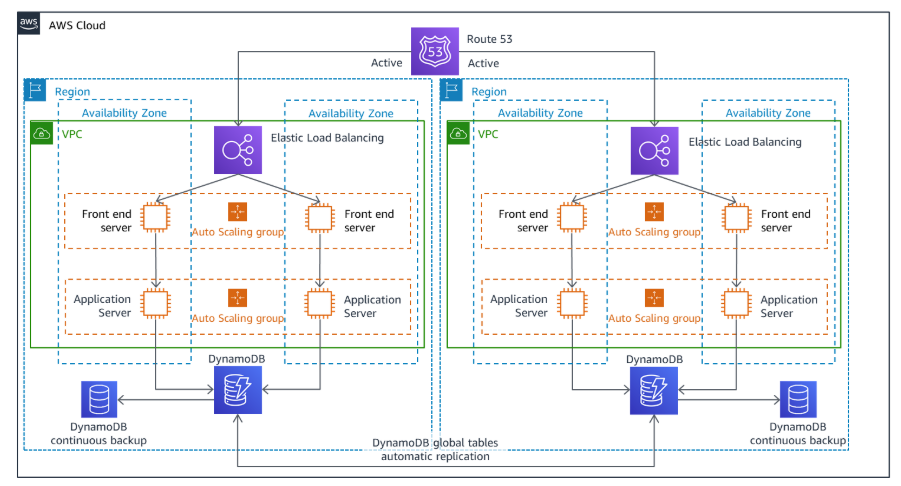 aws
AWS Cloud
53
Route 53
Active
Active
Region
Availability Zone
Availability Zone
VPC
Elastic Load Balancing
Front end
server
Auto Scaling group
Front end
server
Application
Server
Auto Scaling group
Application
Server
DynamoDB
DynamoDB
continuous backup
Region
Availability Zone
Availability Zone
VPC
Elastic Load Balancing
Front end
server
Auto Scaling group
Front end
server
Application
Server
Auto Scaling group
Application
Server
DynamoDB
DynamoDB
continuous backup
DynamoDB global tables
automatic replication